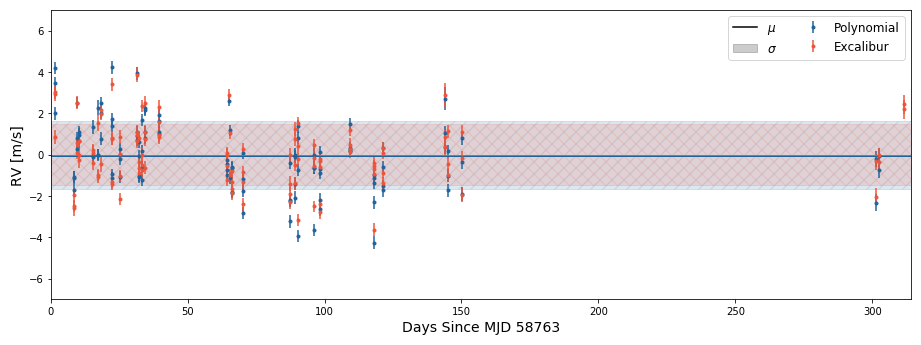 6
4
2
0
−2
−4
−6
RV [m/s]
0 50 100 150 200 250 300
Days Since MJD 58763
μ Polynomial
σ Excalibur